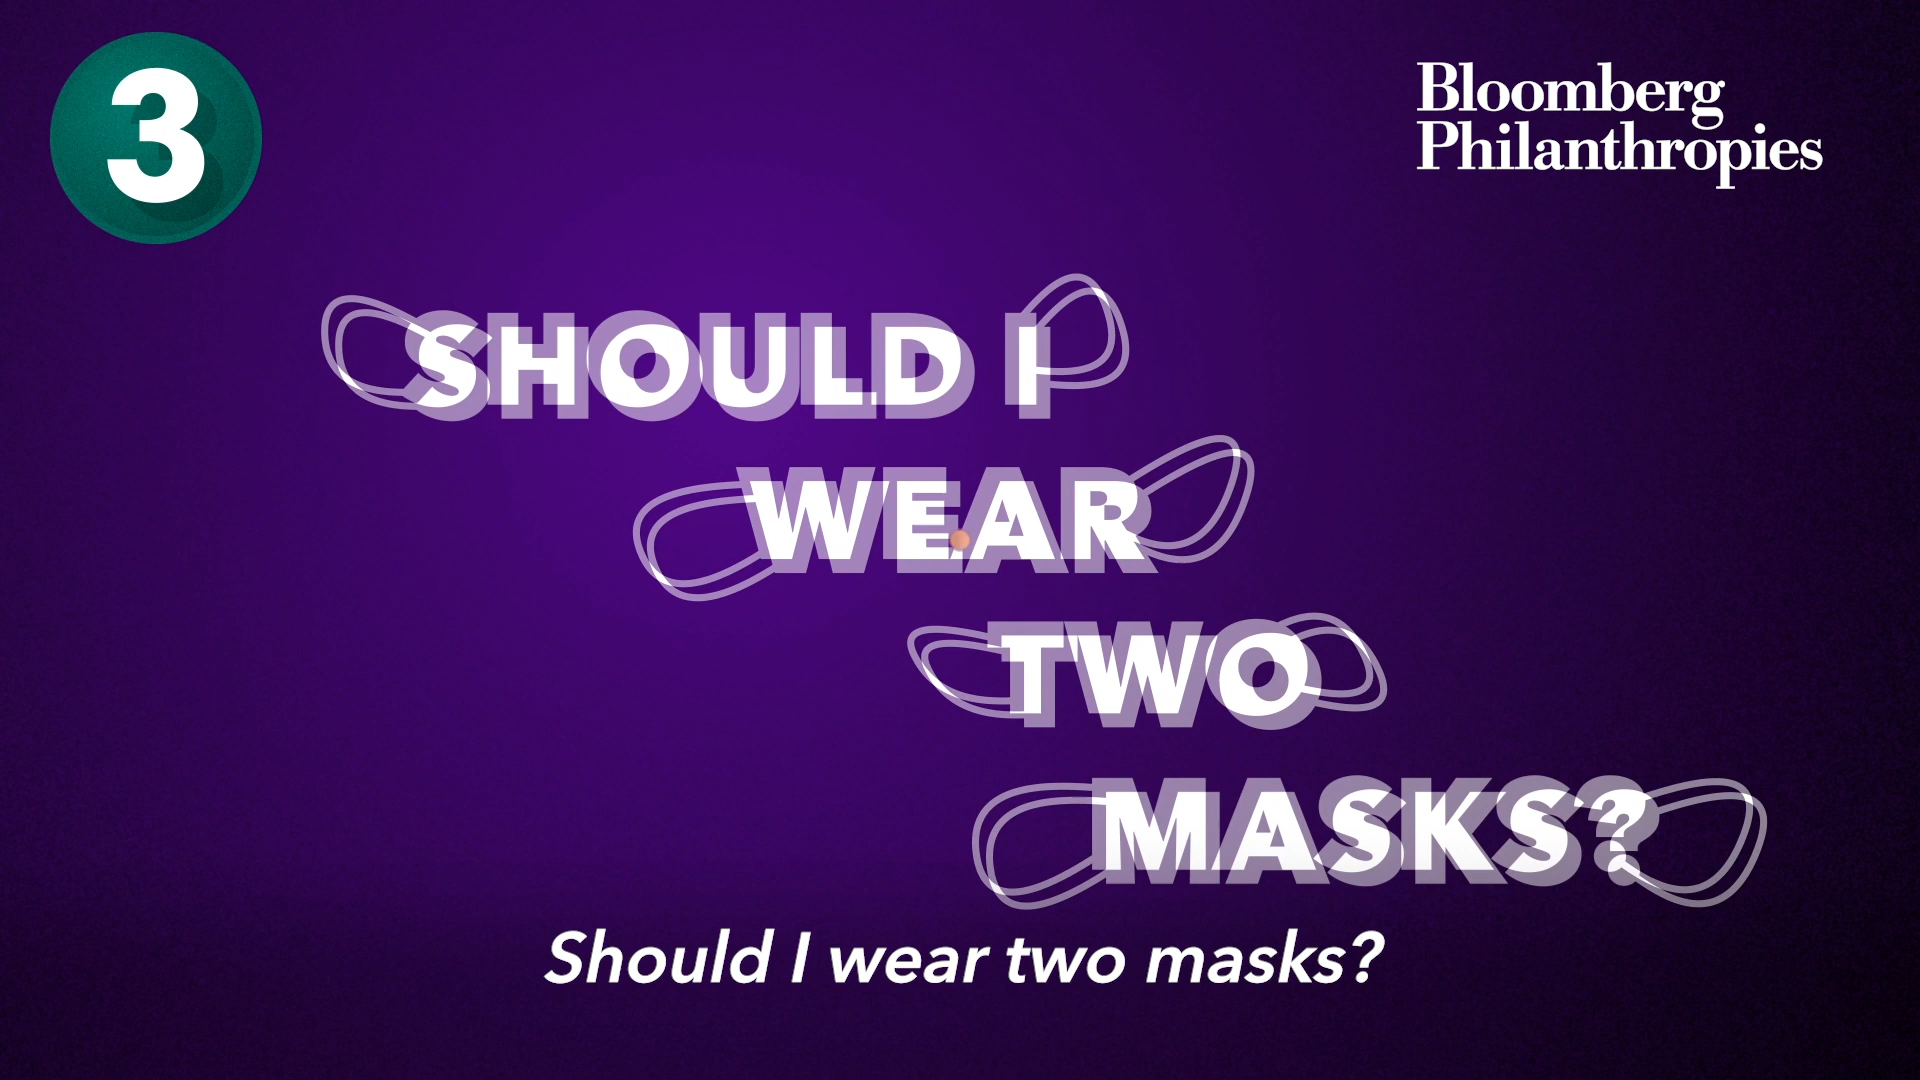 3
Bloomberg
Philanthropies
SHOULD I
WEAR
TWO
MASKS?
Should I wear two masks?